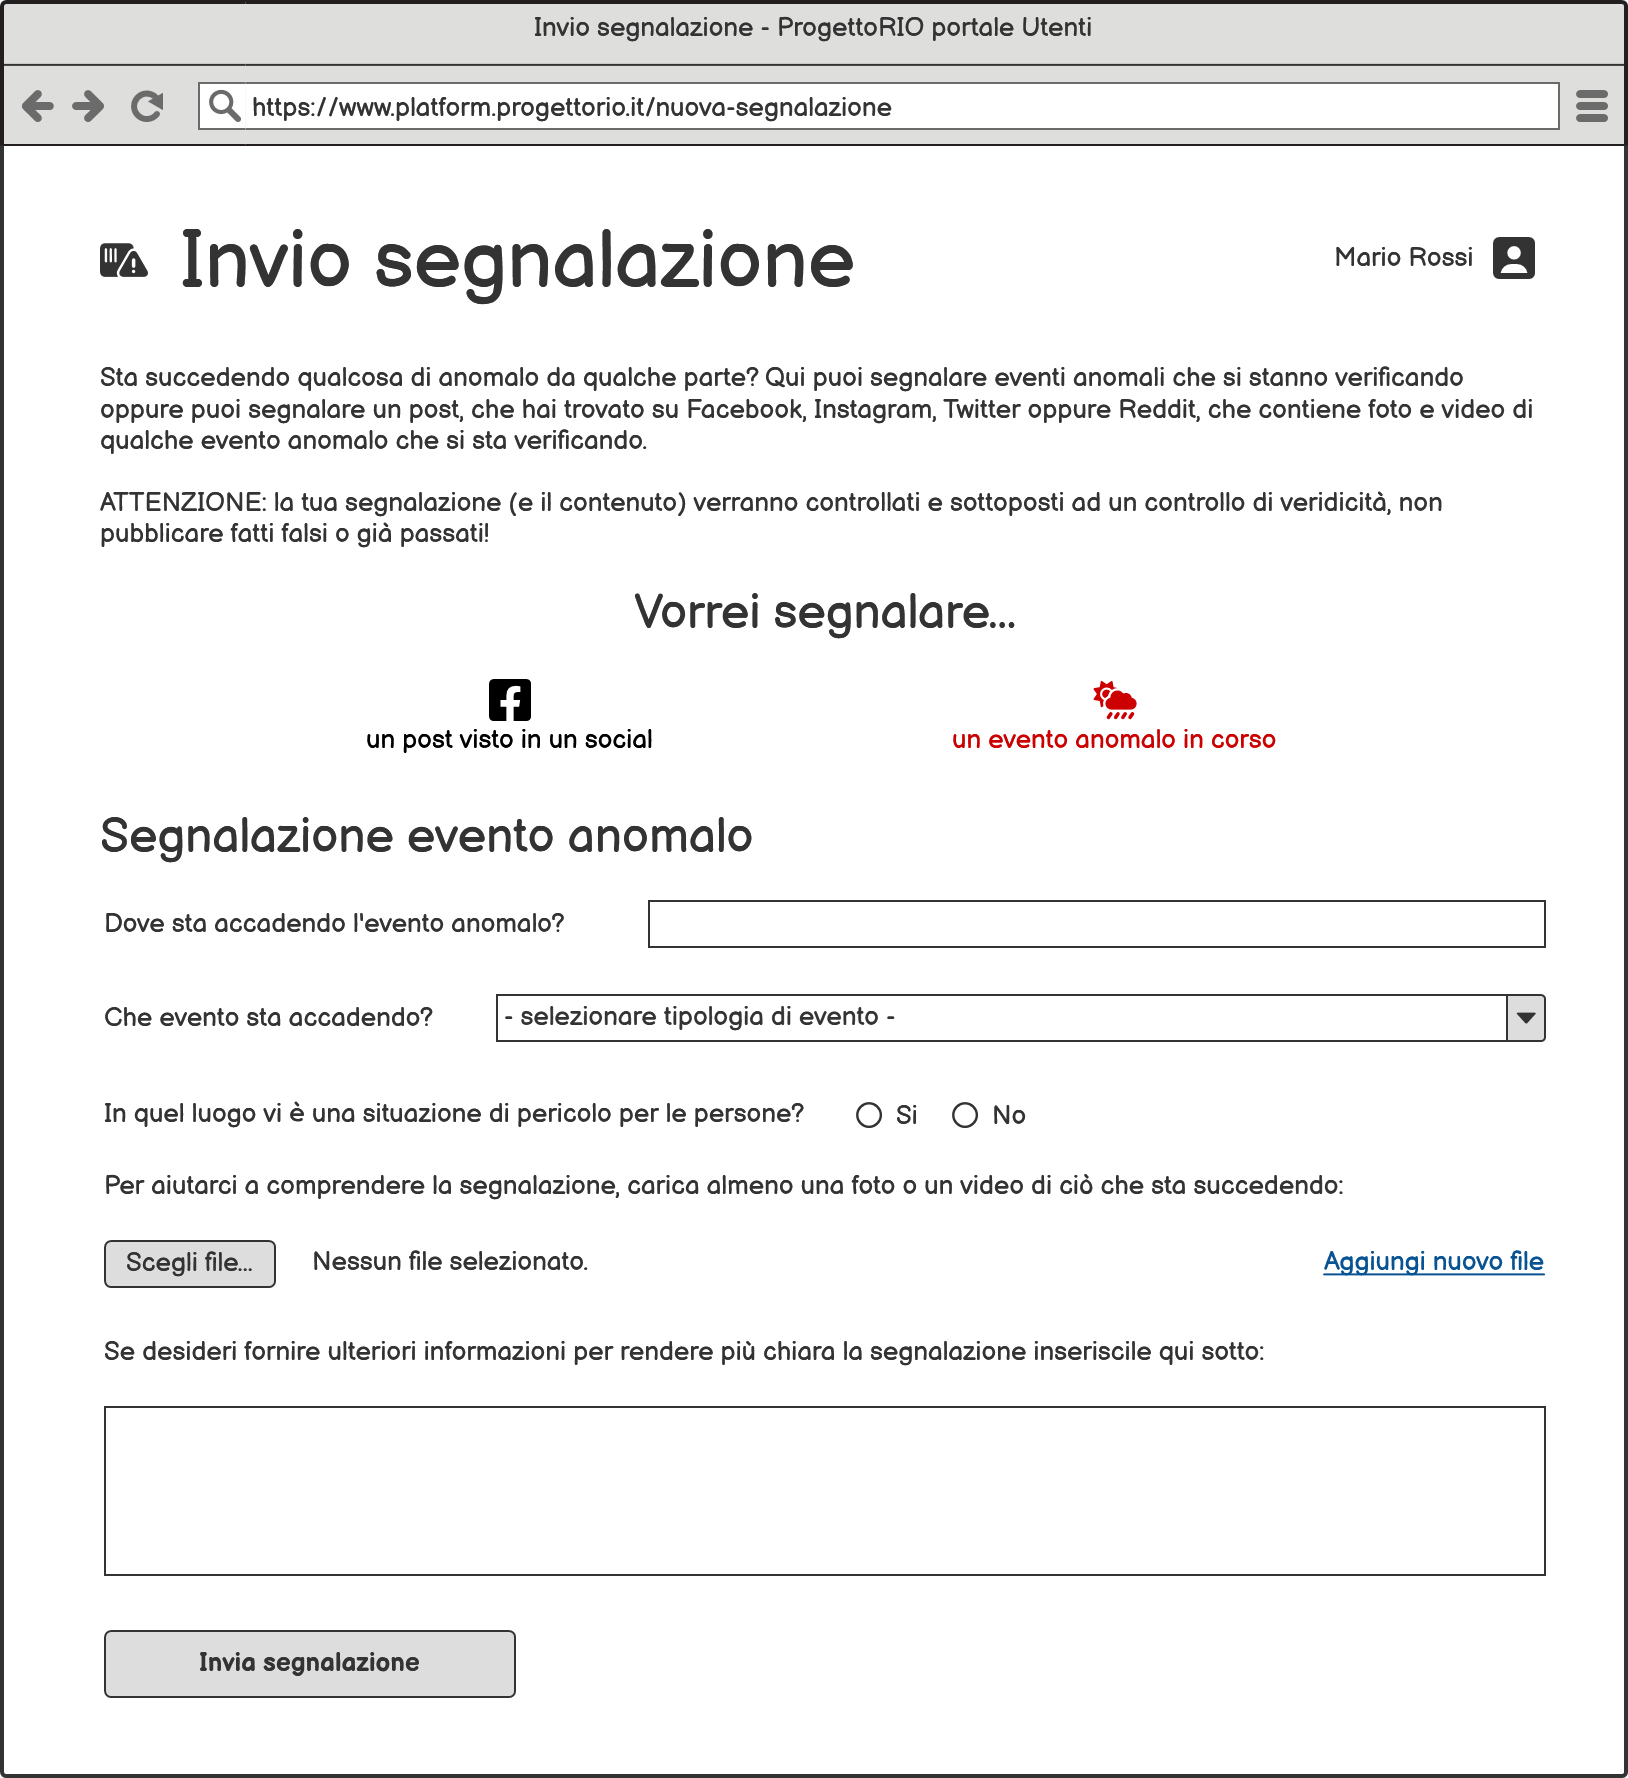 Invio segnalazione - ProgettoRIO portale Utenti
https://www.platform.progettorio.it/nuova-segnalazione
Invio segnalazione
Mario Rossi
Sta succedendo qualcosa di anomalo da qualche parte? Qui puoi segnalare eventi anomali che si stanno verificando
oppure puoi segnalare un post, che hai trovato su Facebook, Instagram, Twitter oppure Reddit, che contiene foto e video di
qualche evento anomalo che si sta verificando.
ATTENZIONE: la tua segnalazione (e il contenuto) verranno controllati e sottoposti ad un controllo di veridicità, non
pubblicare fatti falsi o già passati!
Vorrei segnalare...
un post visto in un social
un evento anomalo in corso
Segnalazione evento anomalo
Dove sta accadendo l'evento anomalo?
Che evento sta accadendo?
- selezionare tipologia di evento -
In quel luogo vi è una situazione di pericolo per le persone?
Si
No
Per aiutarci a comprendere la segnalazione, carica almeno una foto o un video di ciò che sta succedendo:
Scegli file...
Nessun file selezionato.
Aggiungi nuovo file
Se desideri fornire ulteriori informazioni per rendere più chiara la segnalazione inseriscile qui sotto:
Invia segnalazione